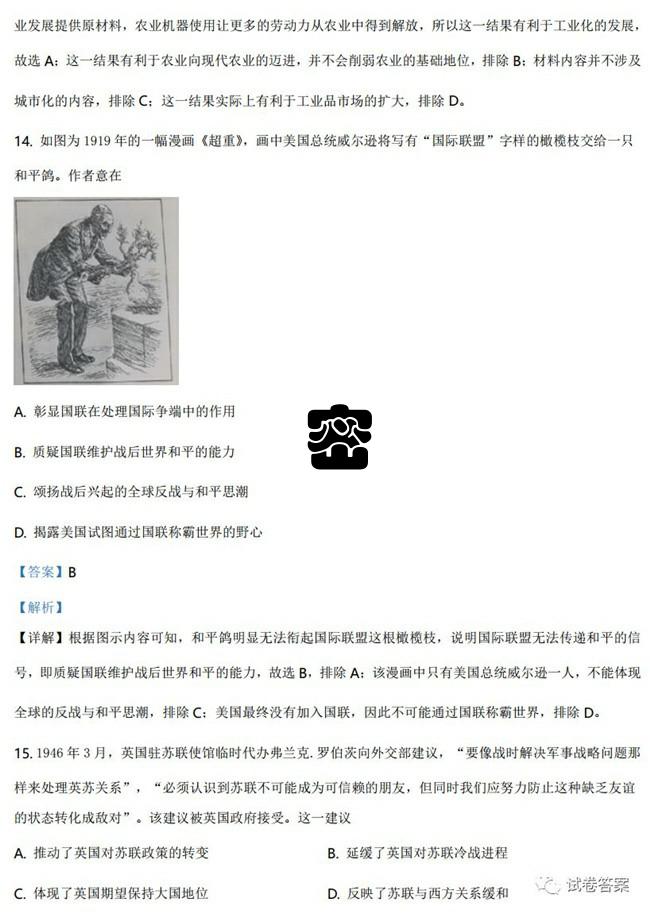 业发展提供原材料，农业机器使用让更多的劳动力从农业中得到解放，所以这一结果有利于工业化的发展，
故选 A；这一结果有利于农业向现代农业的迈进，并不会削弱农业的基础地位，排除 B；材料内容并不涉及
城市化的内容，排除 C；这一结果实际上有利于工业品市场的扩大，排除 D。
14. 如图为 1919 年的一幅漫画《超重》，画中美国总统威尔逊将写有“国际联盟”字样的橄榄枝交给一只
和平鸽。作者意在
A. 彰显国联在处理国际争端中的作用
B. 质疑国联维护战后世界和平的能力
C. 颂扬战后兴起的全球反战与和平思潮
D. 揭露美国试图通过国联称霸世界的野心
【答案】B
【解析】
【详解】根据图示内容可知，和平鸽明显无法衔起国际联盟这根橄榄枝，说明国际联盟无法传递和平的信
号，即质疑国联维护战后世界和平的能力，故选 B，排除 A；该漫画中只有美国总统威尔逊一人，不能体现
全球的反战与和平思潮，排除 C；美国最终没有加入国联，因此不可能通过国联称霸世界，排除 D。
15. 1946 年 3 月，英国驻苏联使馆临时代办弗兰克.罗伯茨向外交部建议，“要像战时解决军事战略问题那
样来处理英苏关系”，“必须认识到苏联不可能成为可信赖的朋友，但同时我们应努力防止这种缺乏友谊
的状态转化成敌对”。该建议被英国政府接受。这一建议
A. 推动了英国对苏联政策的转变 B. 延缓了英国对苏联冷战进程
C. 体现了英国期望保持大国地位 D. 反映了苏联与西方关系缓和
试卷答案